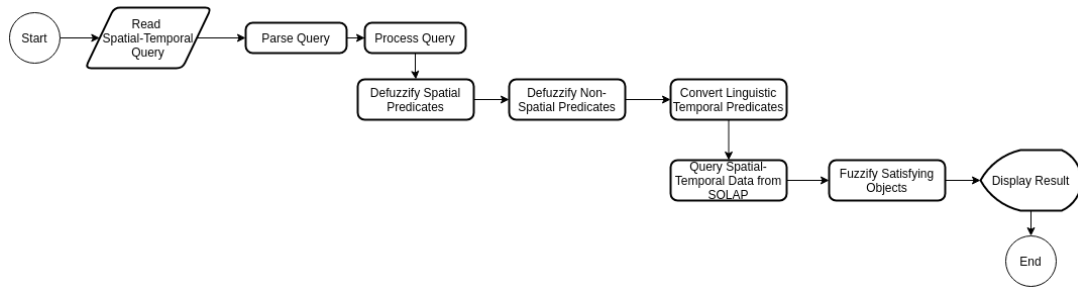 Start
Read
Spatial-Temporal
Query
Parse Query
Process Query
Defuzzify Spatial
Predicates
Defuzzify Non-
Spatial Predicates
Convert Linguistic
Temporal Predicates
Query Spatial-
Temporal Data from
SOLAP
Fuzzify Satisfying
Objects
Display Result
End